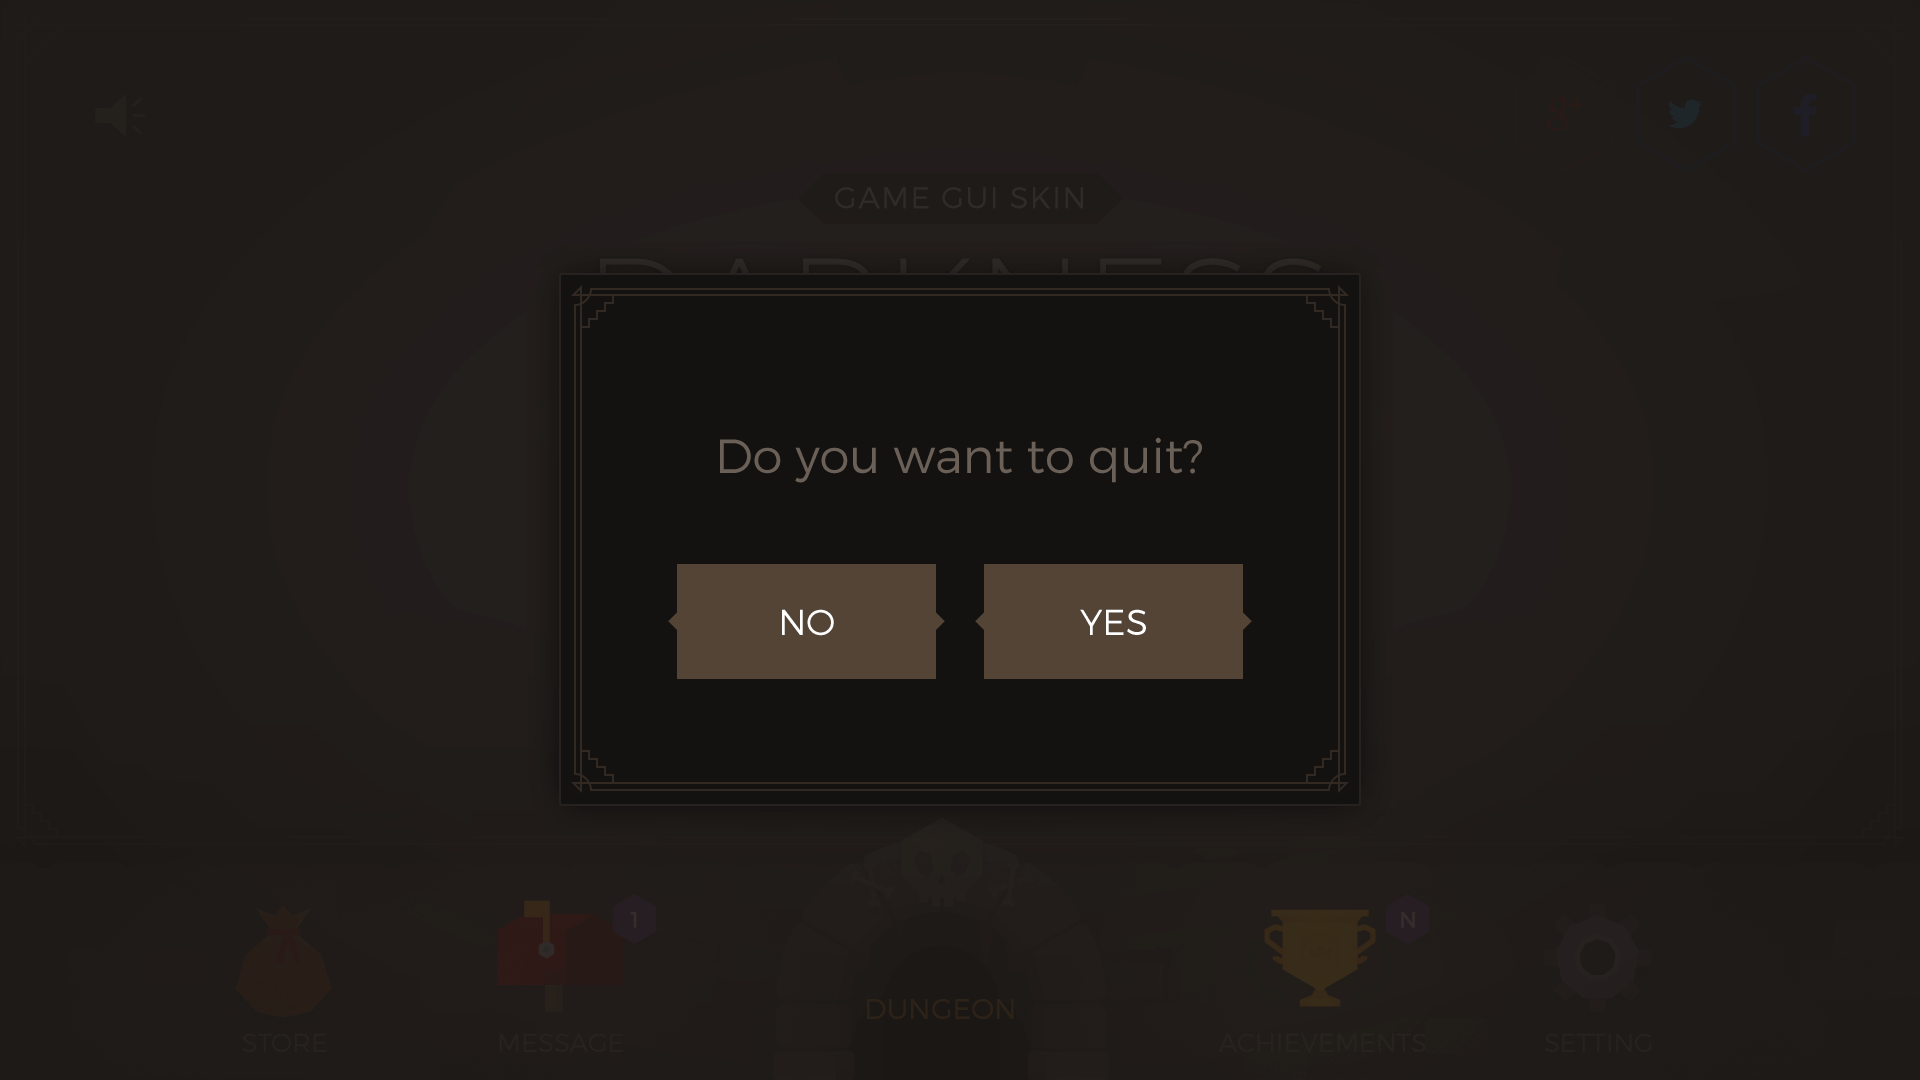 GAME GUI SKIN
DARKNESS
Do you want to quit?
NO
YES
1
N
DUNGEON
STORE
MESSAGE
ACHIEVEMENTS
SETTING